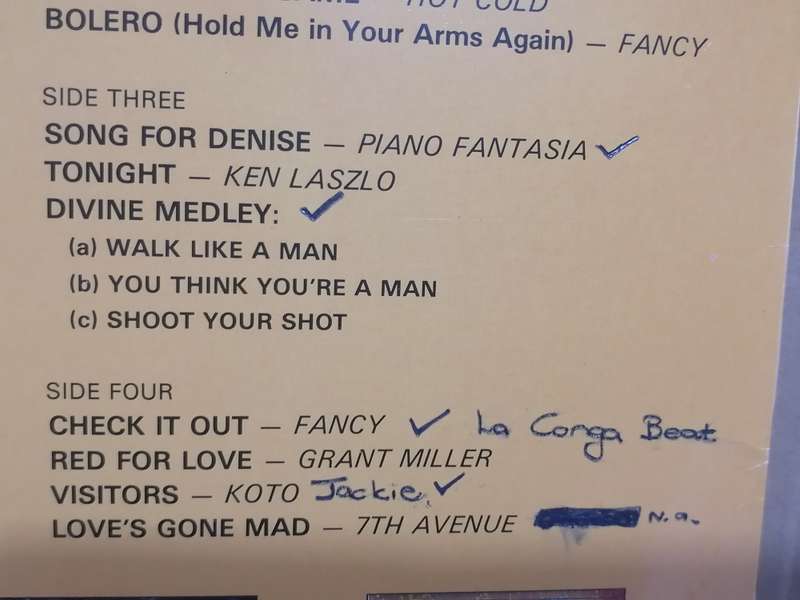 HOT COLD
BOLERO (Hold Me in Your Arms Again) – FANCY
SIDE THREE
SONG FOR DENISE – PIANO FANTASIA ✓
TONIGHT – KEN LASZLO
DIVINE MEDLEY: ✓
(a) WALK LIKE A MAN
(b) YOU THINK YOU'RE A MAN
(c) SHOOT YOUR SHOT
SIDE FOUR
CHECK IT OUT – FANCY ✓ La Conga Beat
RED FOR LOVE – GRANT MILLER
VISITORS – KOTO Jackie ✓
LOVE'S GONE MAD – 7TH AVENUE N.a.